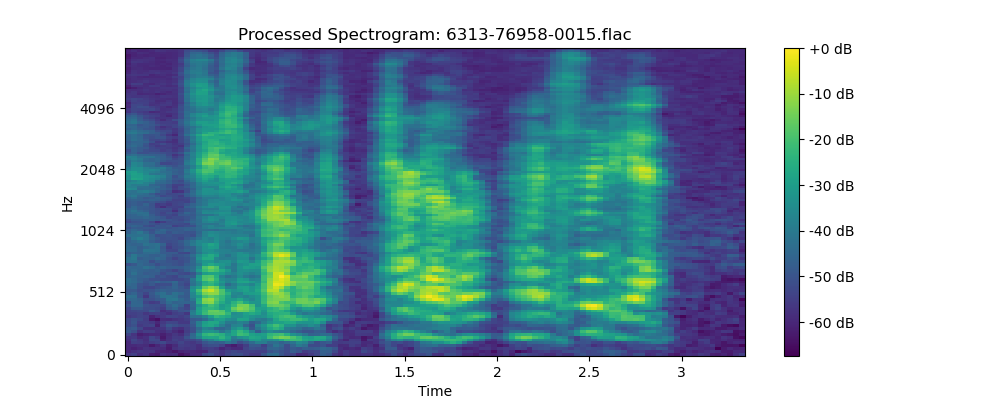 Processed Spectrogram: 6313-76958-0015.flac
Hz
4096
2048
1024
512
0
0
0.5
1
1.5
2
2.5
3
Time
+0 dB
-10 dB
-20 dB
-30 dB
-40 dB
-50 dB
-60 dB